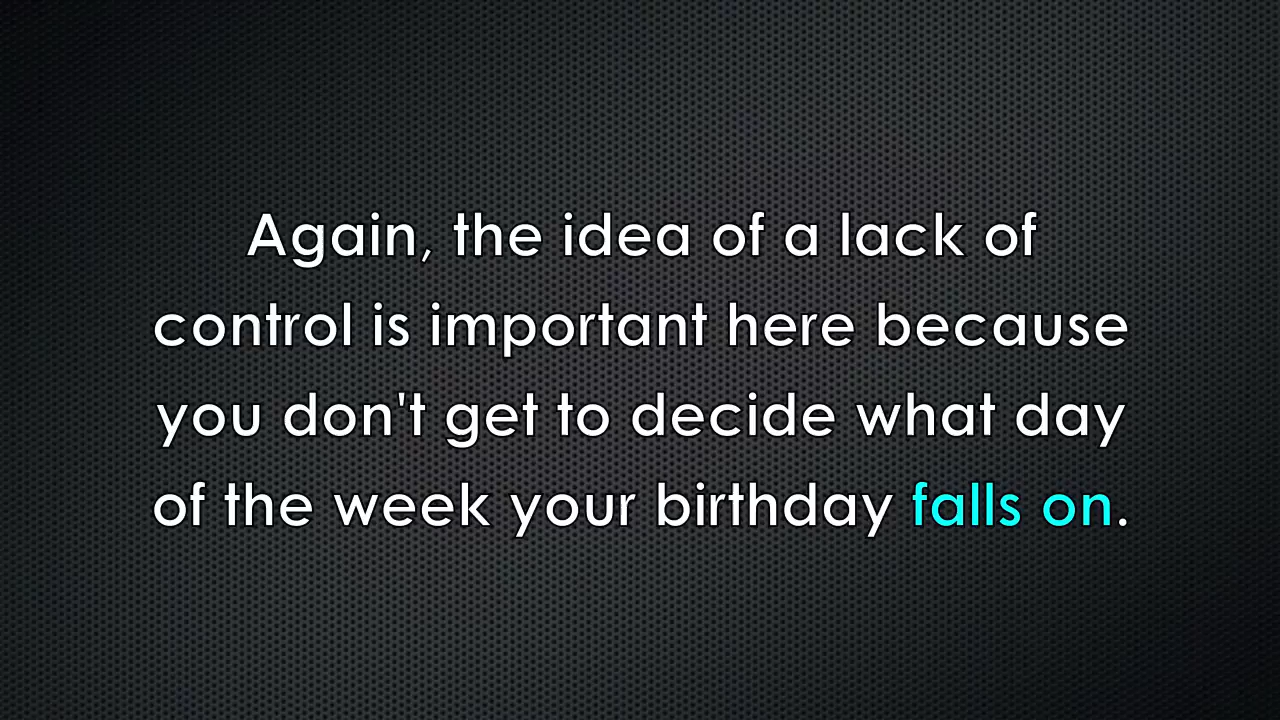 Again, the idea of a lack of
control is important here because
you don't get to decide what day
of the week your birthday falls on.